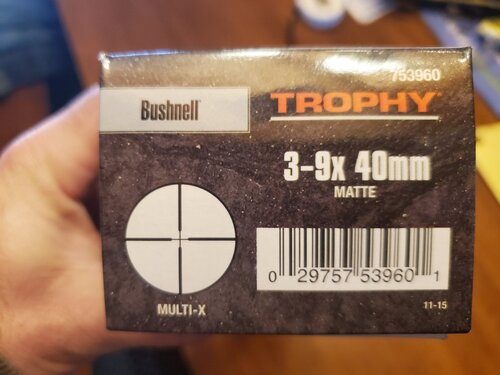 753960
Bushnell
TROPHY
3-9x 40mm
MATTE
MULTI-X
0 29757 53960 1
11-15